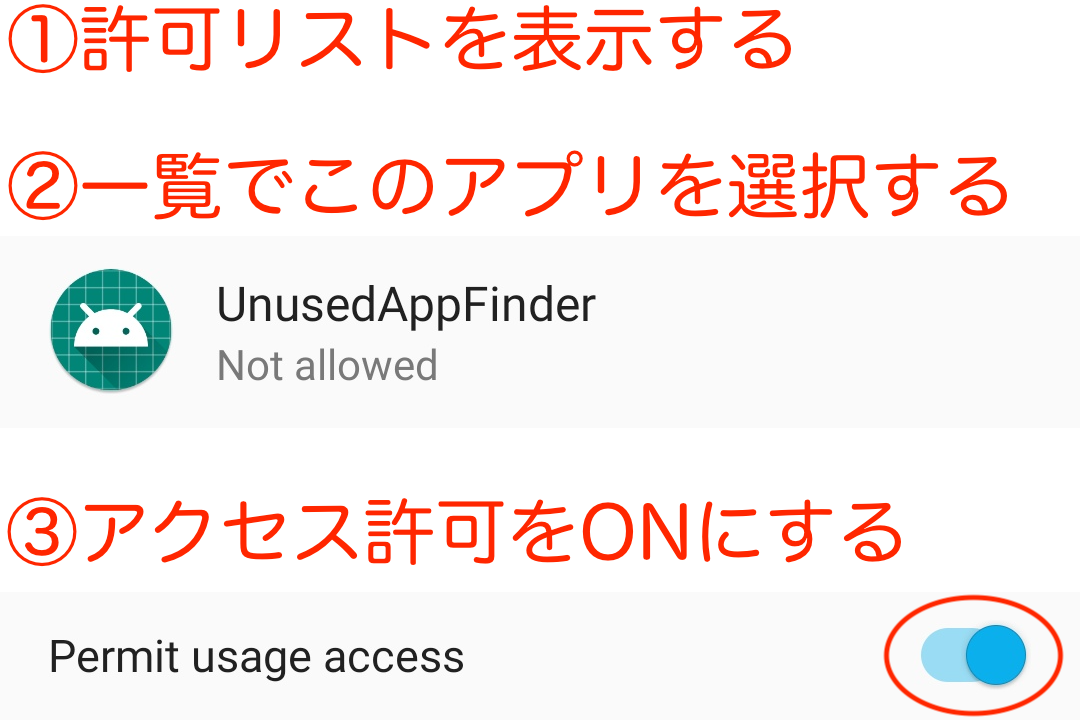 ①許可リストを表示する
②一覧でこのアプリを選択する
UnusedAppFinder
Not allowed
③アクセス許可をONにする
Permit usage access